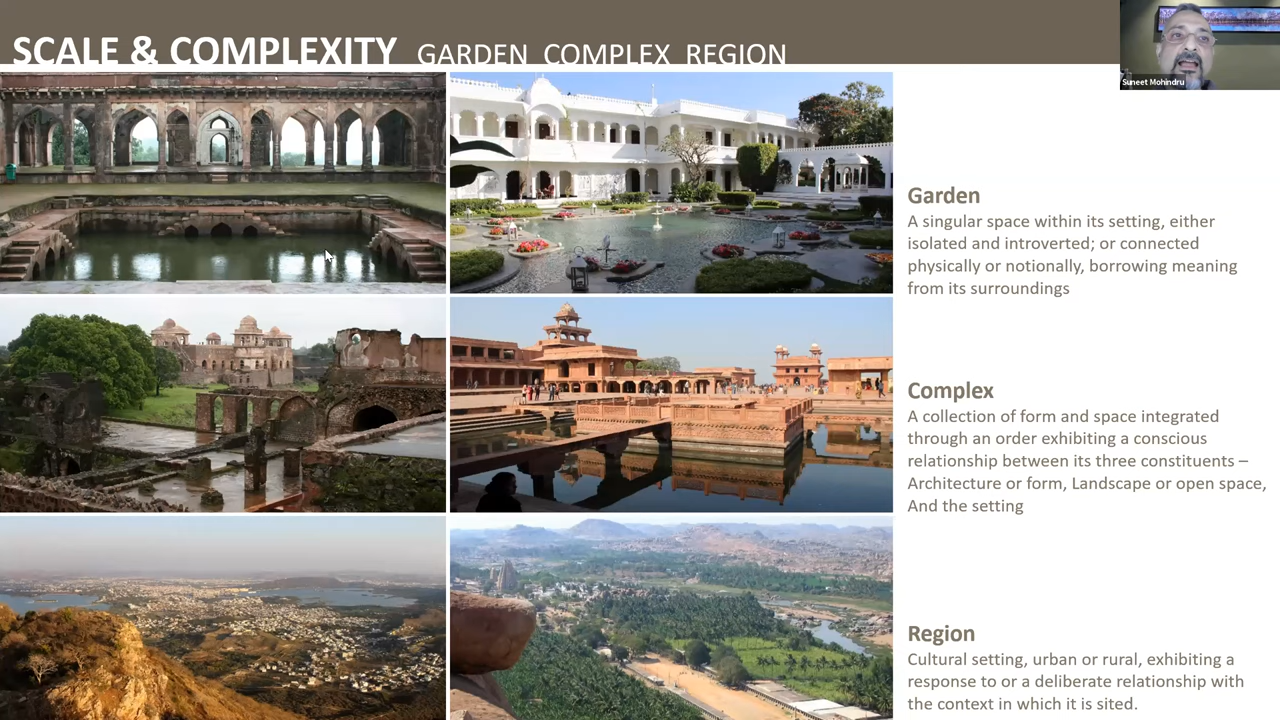 SCALE & COMPLEXITY GARDEN COMPLEX REGION
Suneet Mohindru
Garden
A singular space within its setting, either
isolated and introverted; or connected
physically or notionally, borrowing meaning
from its surroundings
Complex
A collection of form and space integrated
through an order exhibiting a conscious
relationship between its three constituents –
Architecture or form, Landscape or open space,
And the setting
Region
Cultural setting, urban or rural, exhibiting a
response to or a deliberate relationship with
the context in which it is sited.